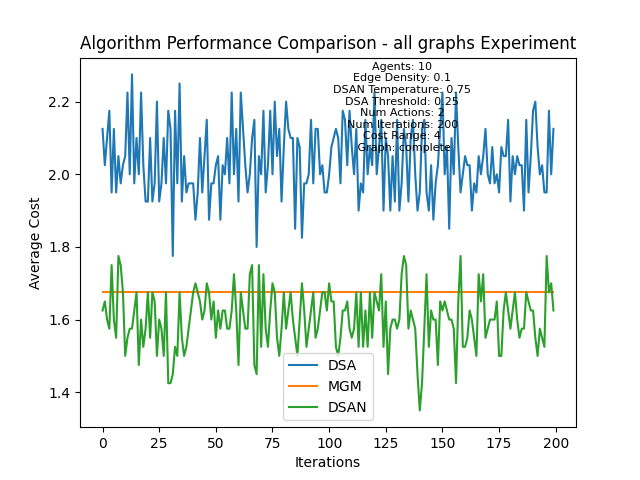 Algorithm Performance Comparison - all graphs Experiment
Agents: 10
Edge Density: 0.1
DSAN Temperature: 0.75
DSA Threshold: 0.25
Num Actions: 2
Num Iterations: 200
Cost Range: 4
Graph: complete
2.2
2.0
1.8
1.6
1.4
Average Cost
DSA
MGM
DSAN
0 25 50 75 100 125 150 175 200
Iterations